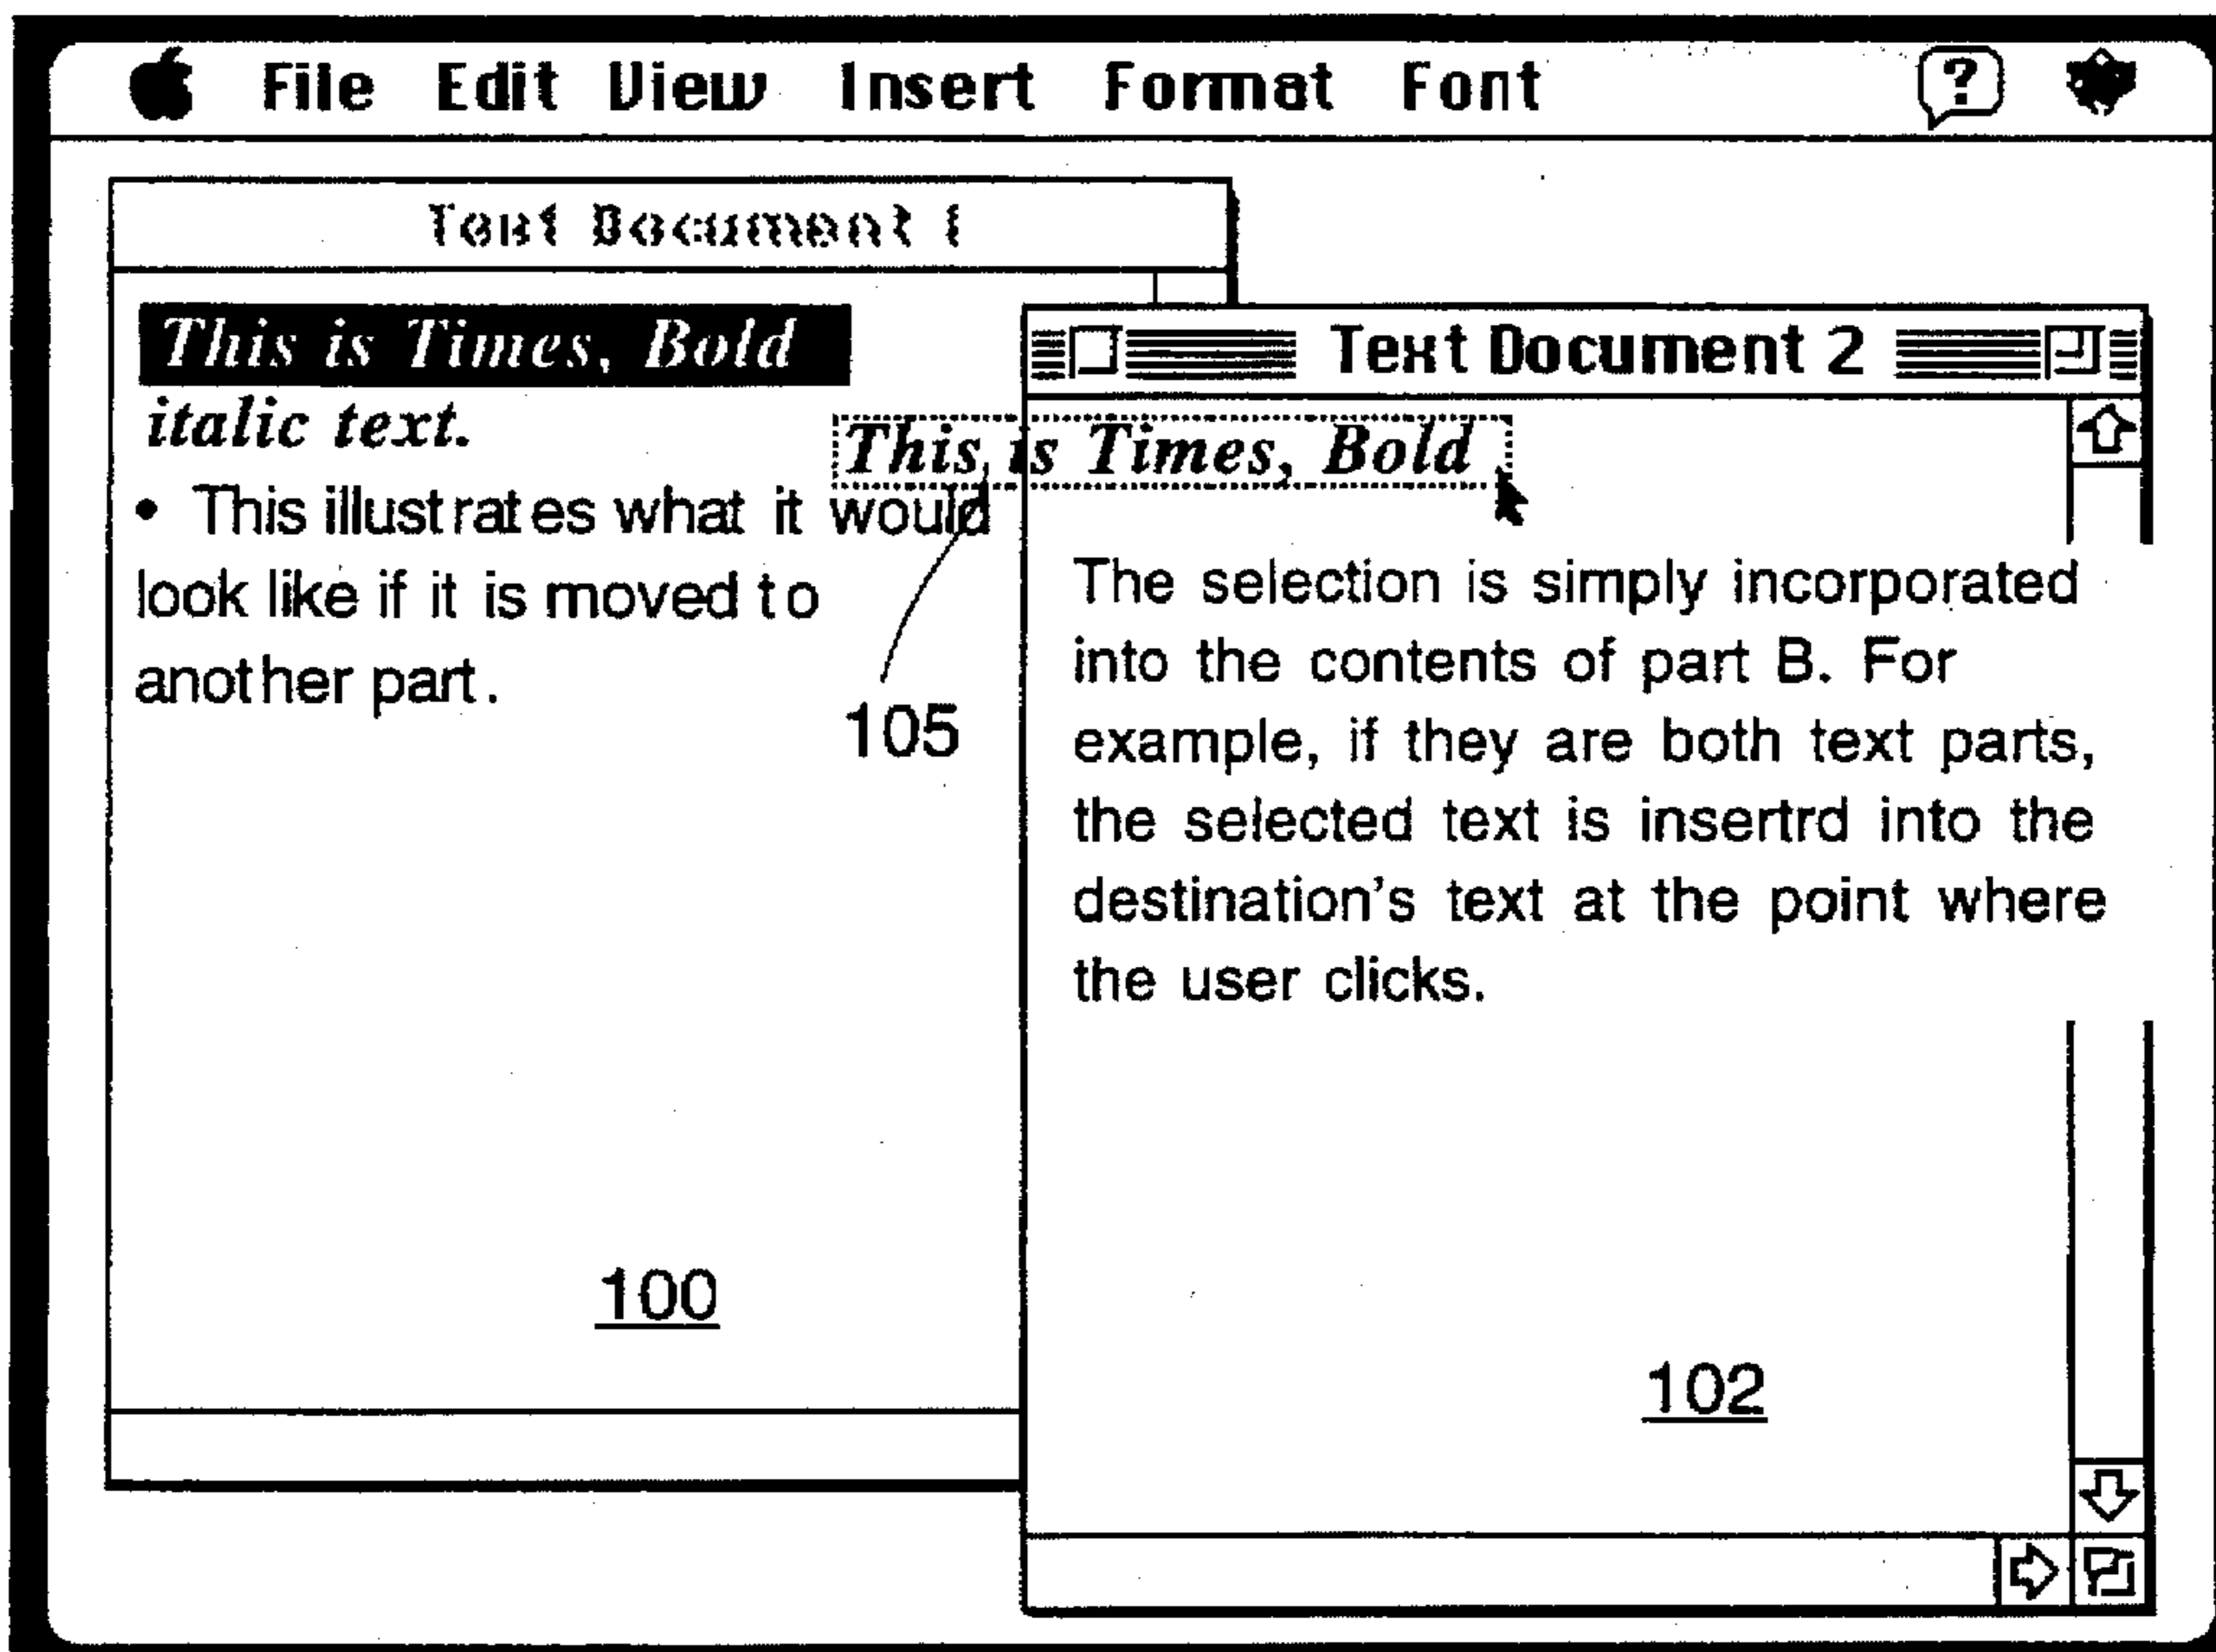 File Edit View Insert Format Font ?
Text Document 1
This is Times, Bold
italic text.
• This illustrates what it would
look like if it is moved to
another part.
105
100
Text Document 2
This is Times, Bold
The selection is simply incorporated
into the contents of part B. For
example, if they are both text parts,
the selected text is insertrd into the
destination's text at the point where
the user clicks.
102